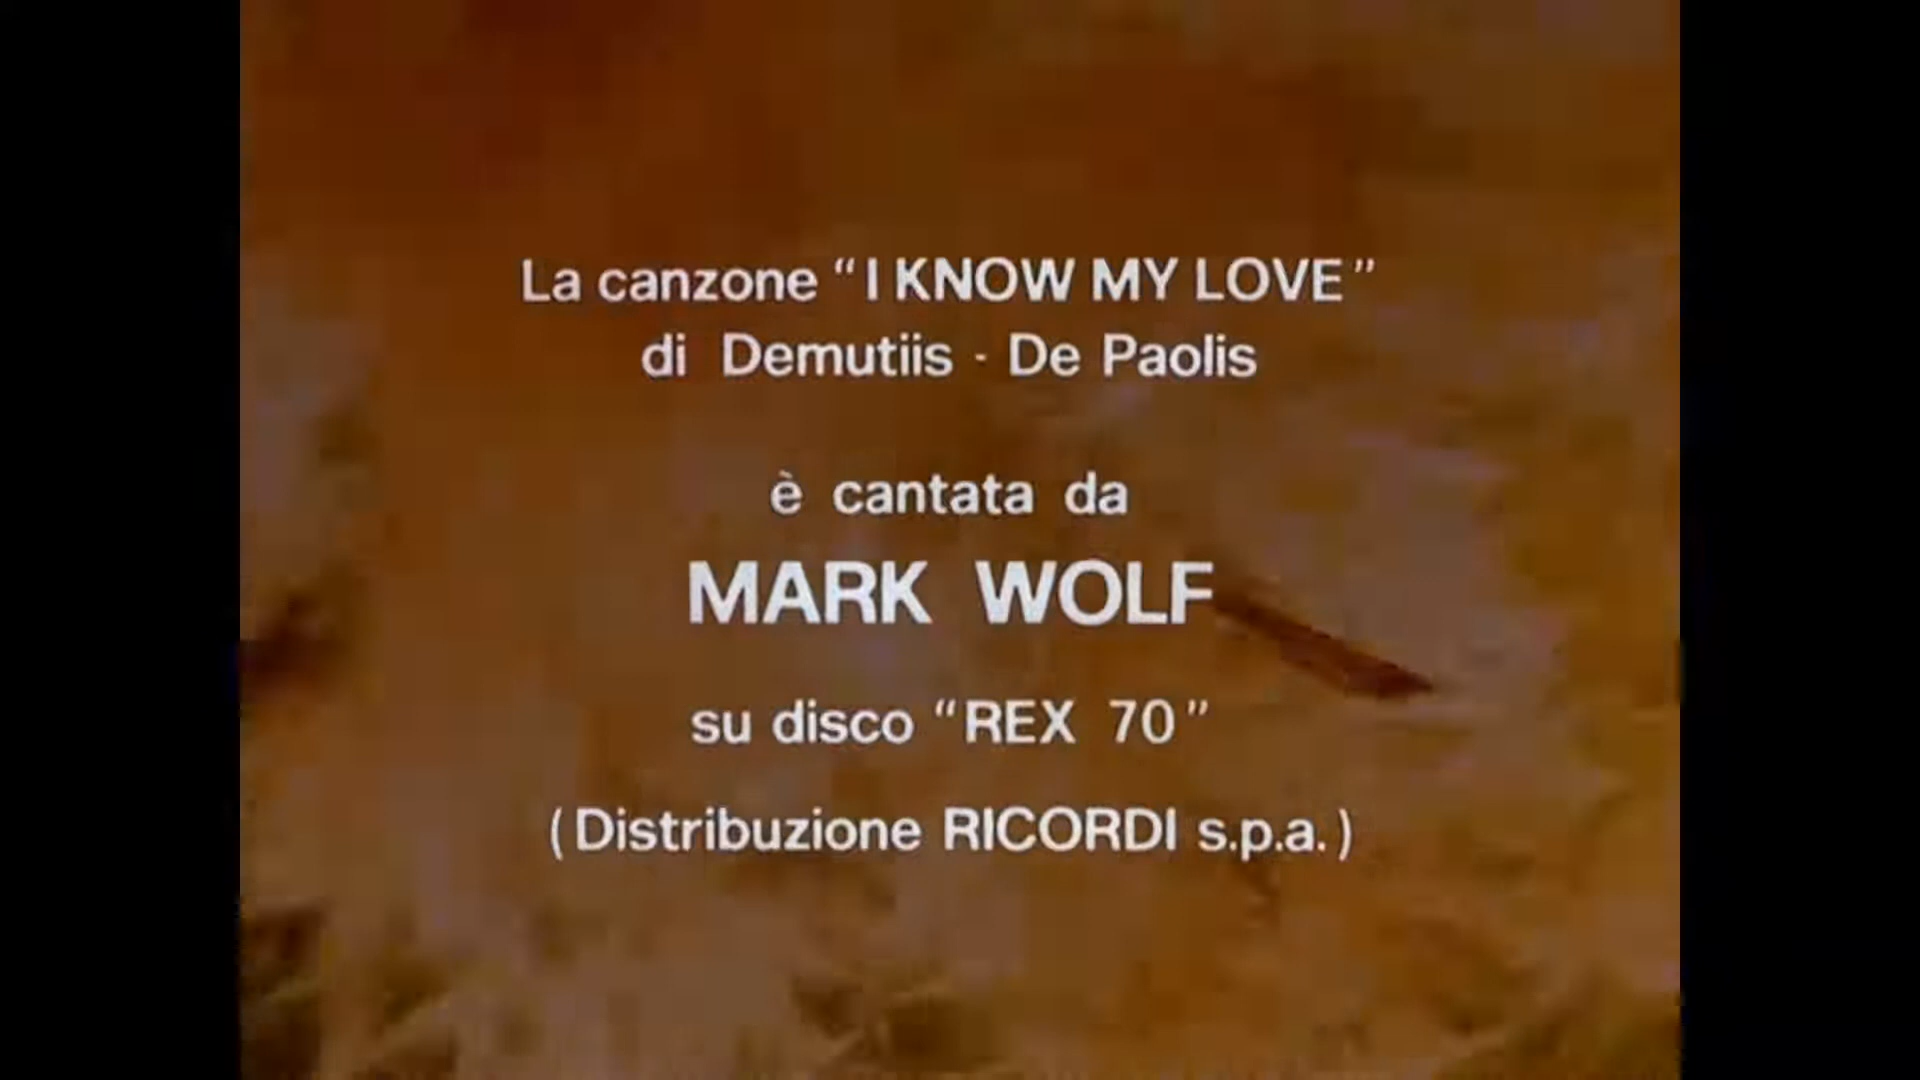 La canzone “I KNOW MY LOVE”
di Demutiis - De Paolis
è cantata da
MARK WOLF
su disco “REX 70”
(Distribuzione RICORDI s.p.a.)